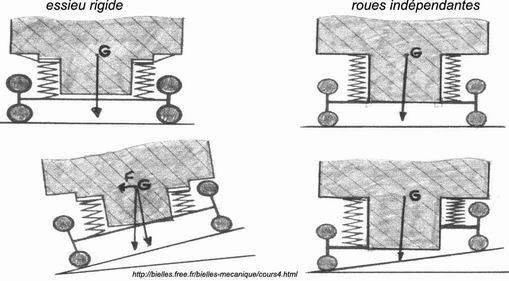 essieu rigide
roues indépendantes
G
G
F
G
G
http://bielles.free.fr/bielles-mecanique/cours4.html